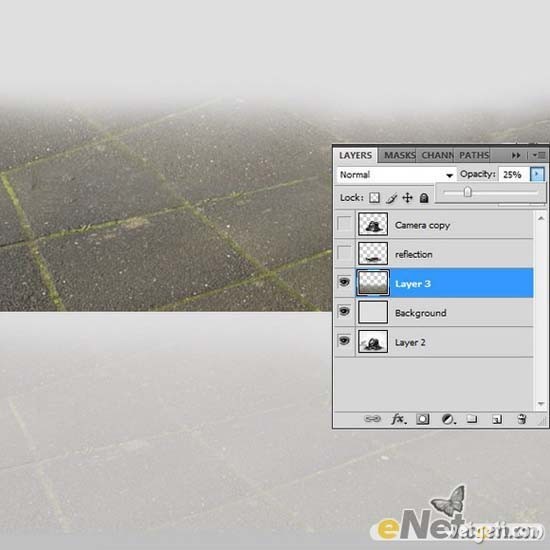 LAYERS MASKS CHANN PATHS
Normal Opacity: 25%
Lock:
Camera copy
reflection
Layer 3
Background
Layer 2
fx.
eNet